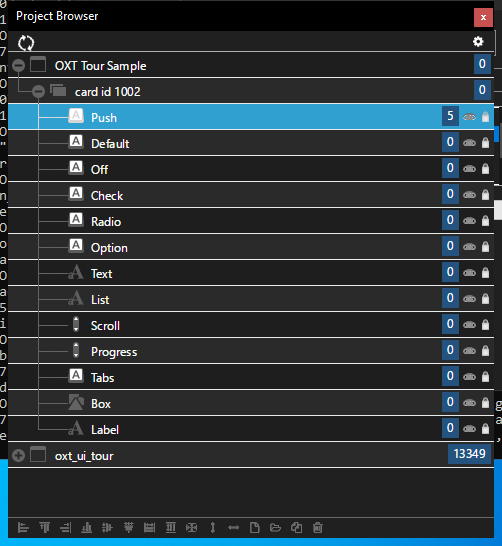 Project Browser
x
OXT Tour Sample 0
card id 1002 0
A Push 5
A Default 0
A Off 0
A Check 0
A Radio 0
A Option 0
A Text 0
A List 0
Scroll 0
Progress 0
A Tabs 0
Box 0
A Label 0
oxt_ui_tour 13349